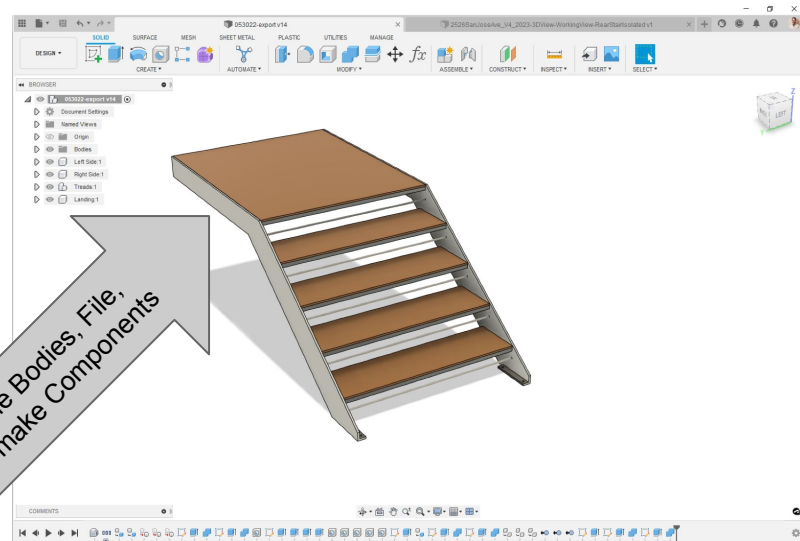 053022-export v14
2526SanJoseAve_V4_2023-3DView-WorkingView-RearStairIsolated v1
SOLID
SURFACE
MESH
SHEET METAL
PLASTIC
UTILITIES
MANAGE
DESIGN
CREATE
AUTOMATE
MODIFY
fx
ASSEMBLE
CONSTRUCT
INSPECT
INSERT
SELECT
BROWSER
053022-export v14
Document Settings
Named Views
Origin
Bodies
Left Side:1
Right Side:1
Treads:1
Landing:1
Z
LEFT
Y
Bodies, File,
make Components
COMMENTS